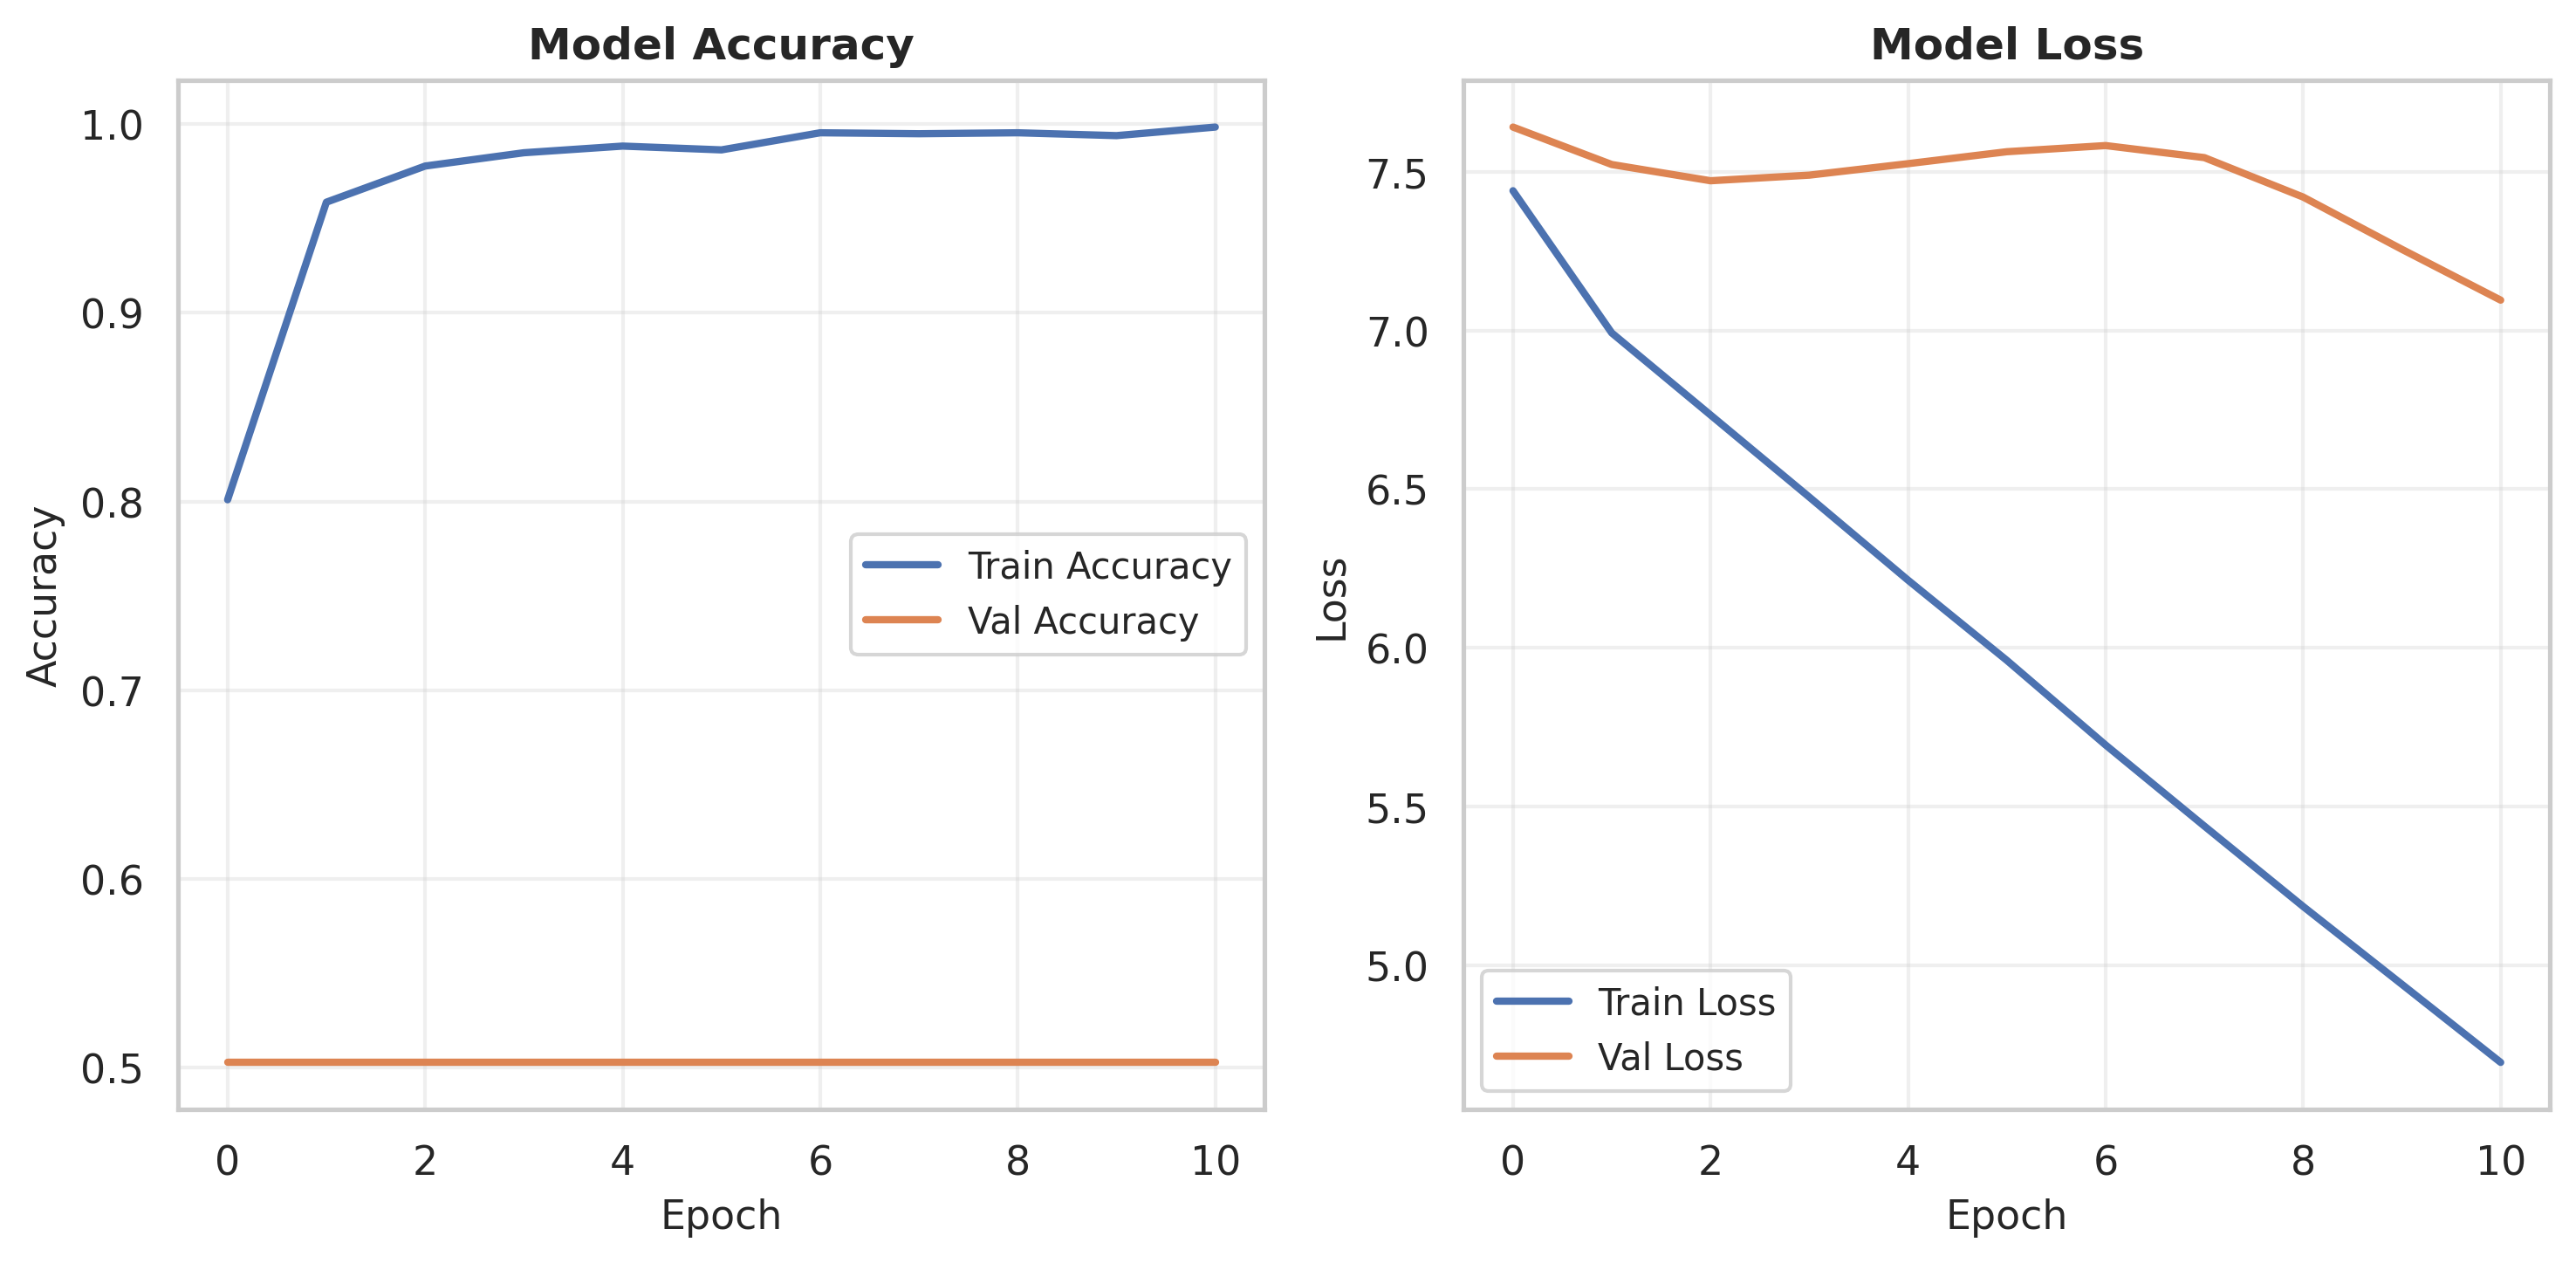 Model Accuracy
1.0
0.9
0.8
0.7
0.6
0.5
Accuracy
Train Accuracy
Val Accuracy
0 2 4 6 8 10
Epoch
Model Loss
7.5
7.0
6.5
6.0
5.5
5.0
Loss
Train Loss
Val Loss
0 2 4 6 8 10
Epoch